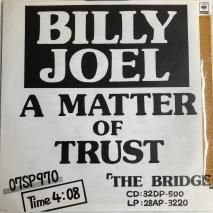 BILLY
JOEL
A MATTER
OF
TRUST
07SP970
Time 4:08
「THE BRIDGE
CD:32DP-500
LP:28AP-3220